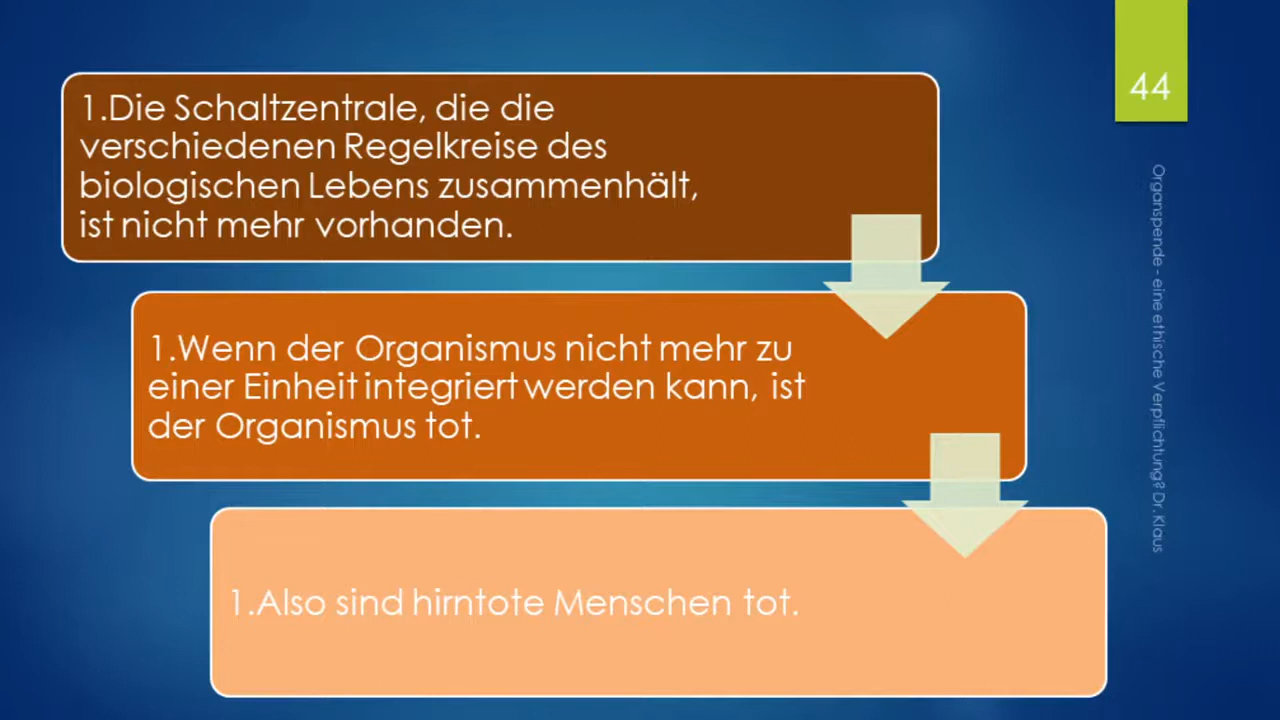 1.Die Schaltzentrale, die die
verschiedenen Regelkreise des
biologischen Lebens zusammenhält,
ist nicht mehr vorhanden.
1.Wenn der Organismus nicht mehr zu
einer Einheit integriert werden kann, ist
der Organismus tot.
1.Also sind hirntote Menschen tot.
44
Organspende - eine ethische Verpflichtung? Dr. Klaus